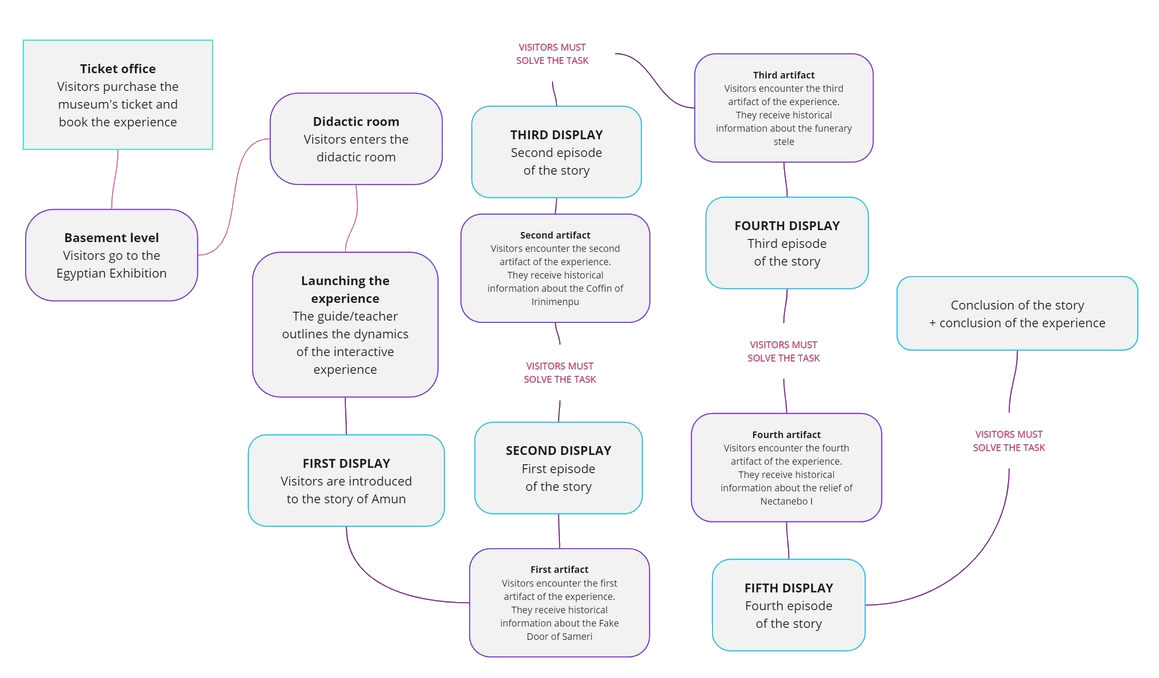 Ticket office
Visitors purchase the
museum's ticket and
book the experience
Basement level
Visitors go to the
Egyptian Exhibition
Didactic room
Visitors enters the
didactic room
Launching the
experience
The guide/teacher
outlines the dynamics
of the interactive
experience
FIRST DISPLAY
Visitors are introduced
to the story of Amun
First artifact
Visitors encounter the first
artifact of the experience.
They receive historical
information about the Fake
Door of Sameri
SECOND DISPLAY
First episode
of the story
VISITORS MUST
SOLVE THE TASK
Second artifact
Visitors encounter the second
artifact of the experience.
They receive historical
information about the Coffin of
Irinimenpu
THIRD DISPLAY
Second episode
of the story
VISITORS MUST
SOLVE THE TASK
Third artifact
Visitors encounter the third
artifact of the experience.
They receive historical
information about the funerary
stele
FOURTH DISPLAY
Third episode
of the story
VISITORS MUST
SOLVE THE TASK
Fourth artifact
Visitors encounter the fourth
artifact of the experience.
They receive historical
information about the relief of
Nectanebo I
FIFTH DISPLAY
Fourth episode
of the story
VISITORS MUST
SOLVE THE TASK
Conclusion of the story
+ conclusion of the experience